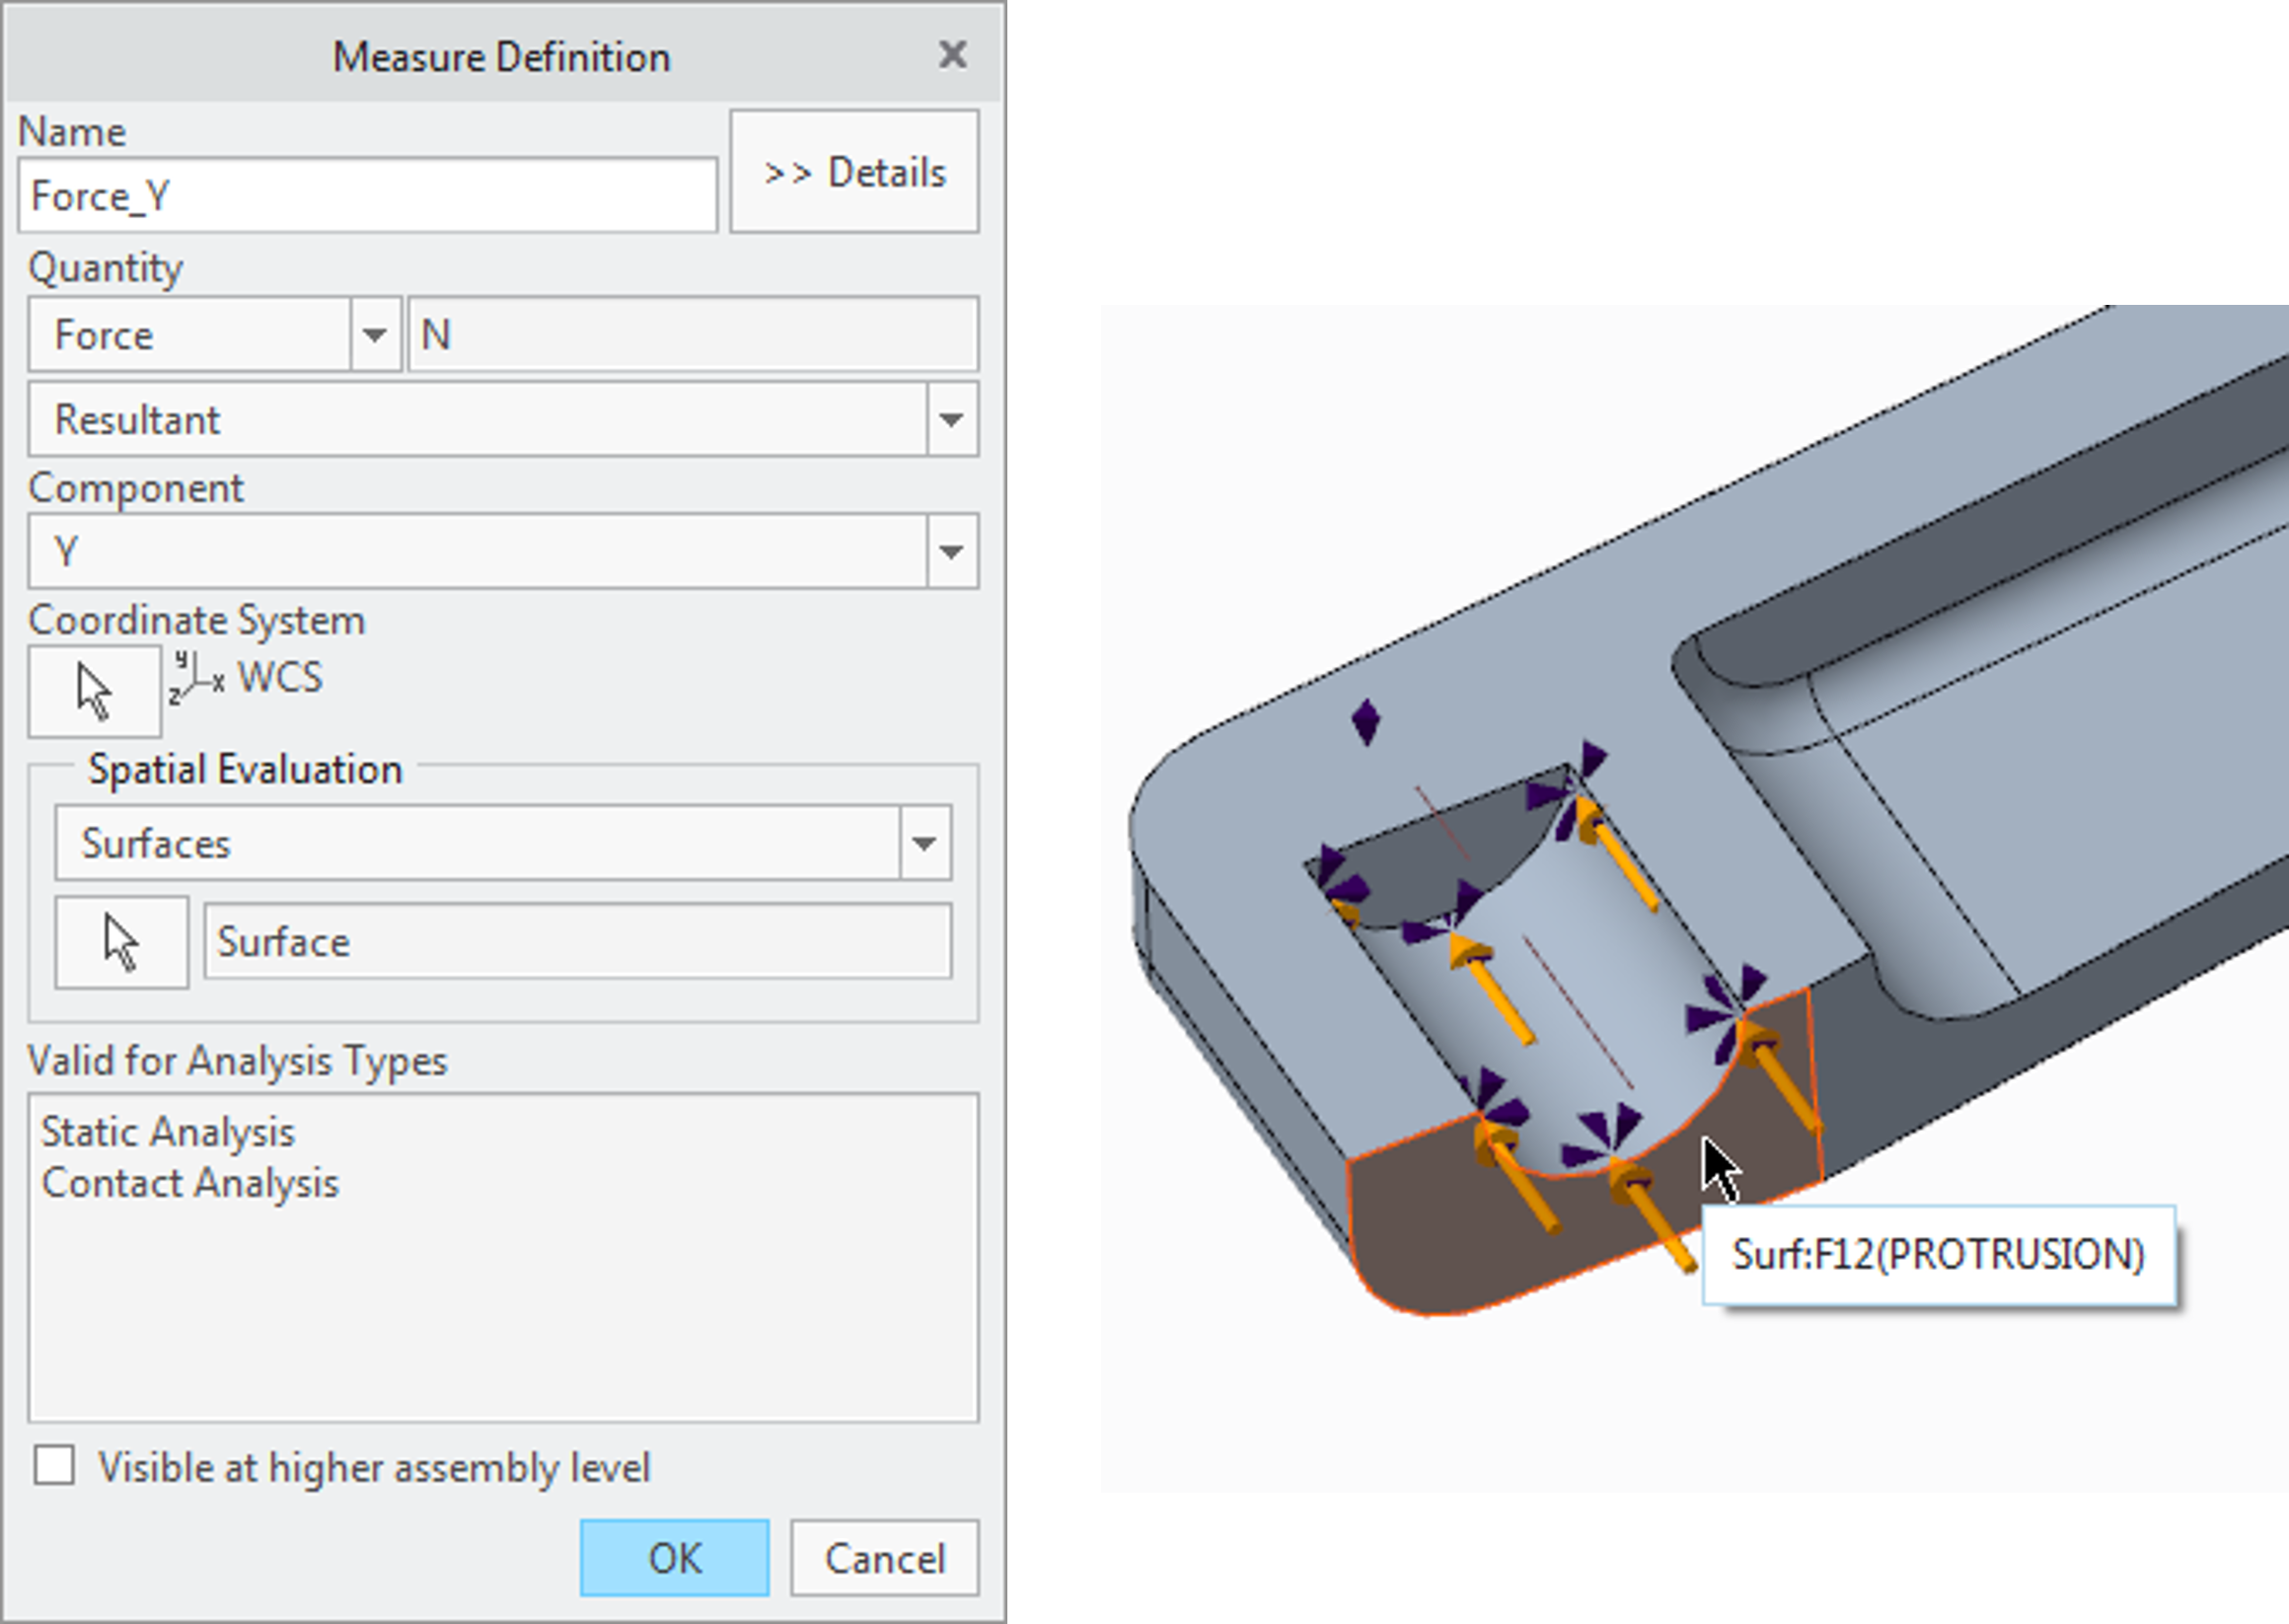 Measure Definition
Name
>> Details
Force_Y
Quantity
Force
N
Resultant
Component
Y
Coordinate System
y
x
z
WCS
Spatial Evaluation
Surfaces
Surface
Valid for Analysis Types
Static Analysis
Contact Analysis
Visible at higher assembly level
OK
Cancel
Surf:F12(PROTRUSION)